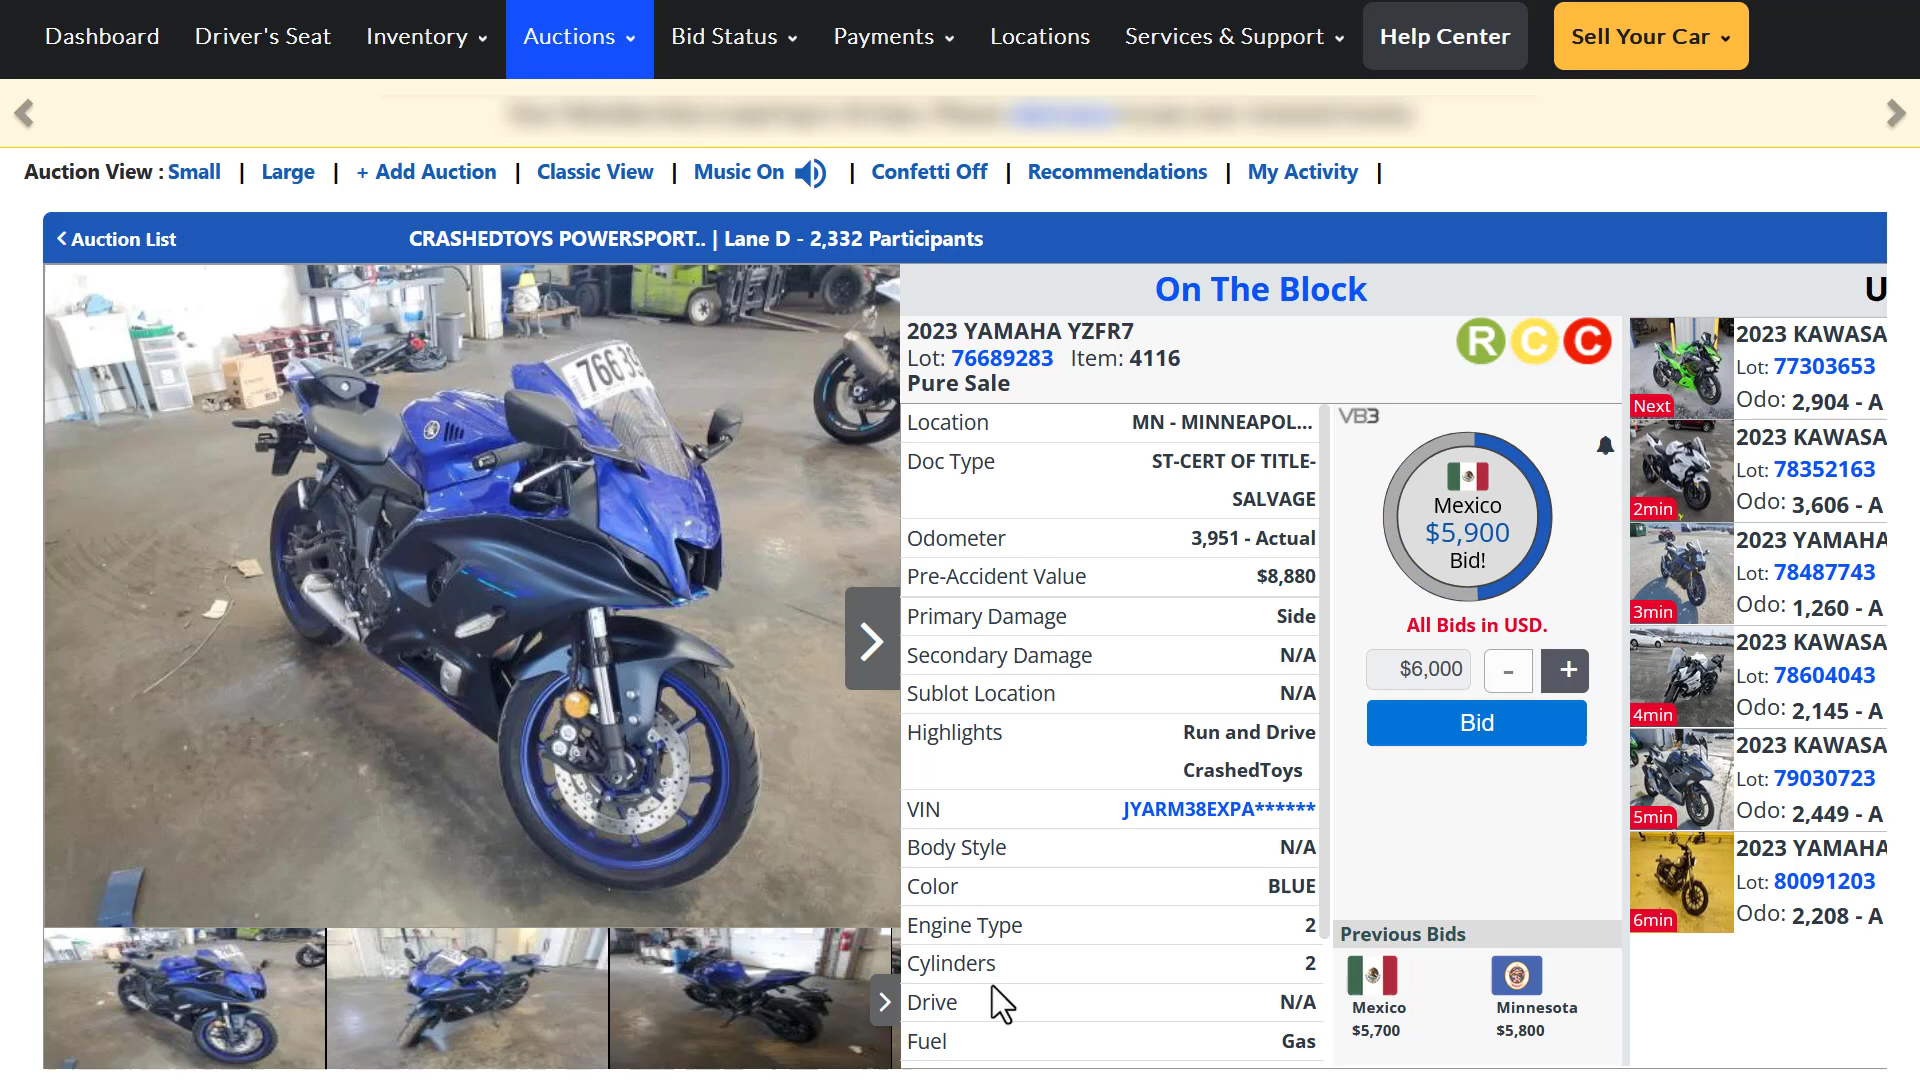 Dashboard
Driver's Seat
Inventory
Auctions
Bid Status
Payments
Locations
Services & Support
Help Center
Sell Your Car
Auction View : Small | Large | + Add Auction | Classic View | Music On | Confetti Off | Recommendations | My Activity |
Auction List
CRASHEDTOYS POWERSPORT.. | Lane D - 2,332 Participants
766
On The Block
2023 YAMAHA YZFR7
Lot: 76689283 Item: 4116
Pure Sale
R C C
Location MN - MINNEAPOL...
Doc Type ST-CERT OF TITLE-
SALVAGE
Odometer 3,951 - Actual
Pre-Accident Value $8,880
Primary Damage Side
Secondary Damage N/A
Sublot Location N/A
Highlights Run and Drive
CrashedToys
VIN JYARM38EXPA******
Body Style N/A
Color BLUE
Engine Type 2
Cylinders 2
Drive N/A
Fuel Gas
VB3
Mexico
$5,900
Bid!
All Bids in USD.
$6,000 - +
Bid
Previous Bids
Mexico
$5,700
Minnesota
$5,800
U
2023 KAWASA
Lot: 77303653
Odo: 2,904 - A
Next
2023 KAWASA
Lot: 78352163
Odo: 3,606 - A
2min
2023 YAMAHA
Lot: 78487743
Odo: 1,260 - A
3min
2023 KAWASA
Lot: 78604043
Odo: 2,145 - A
4min
2023 KAWASA
Lot: 79030723
Odo: 2,449 - A
5min
2023 YAMAHA
Lot: 80091203
Odo: 2,208 - A
6min